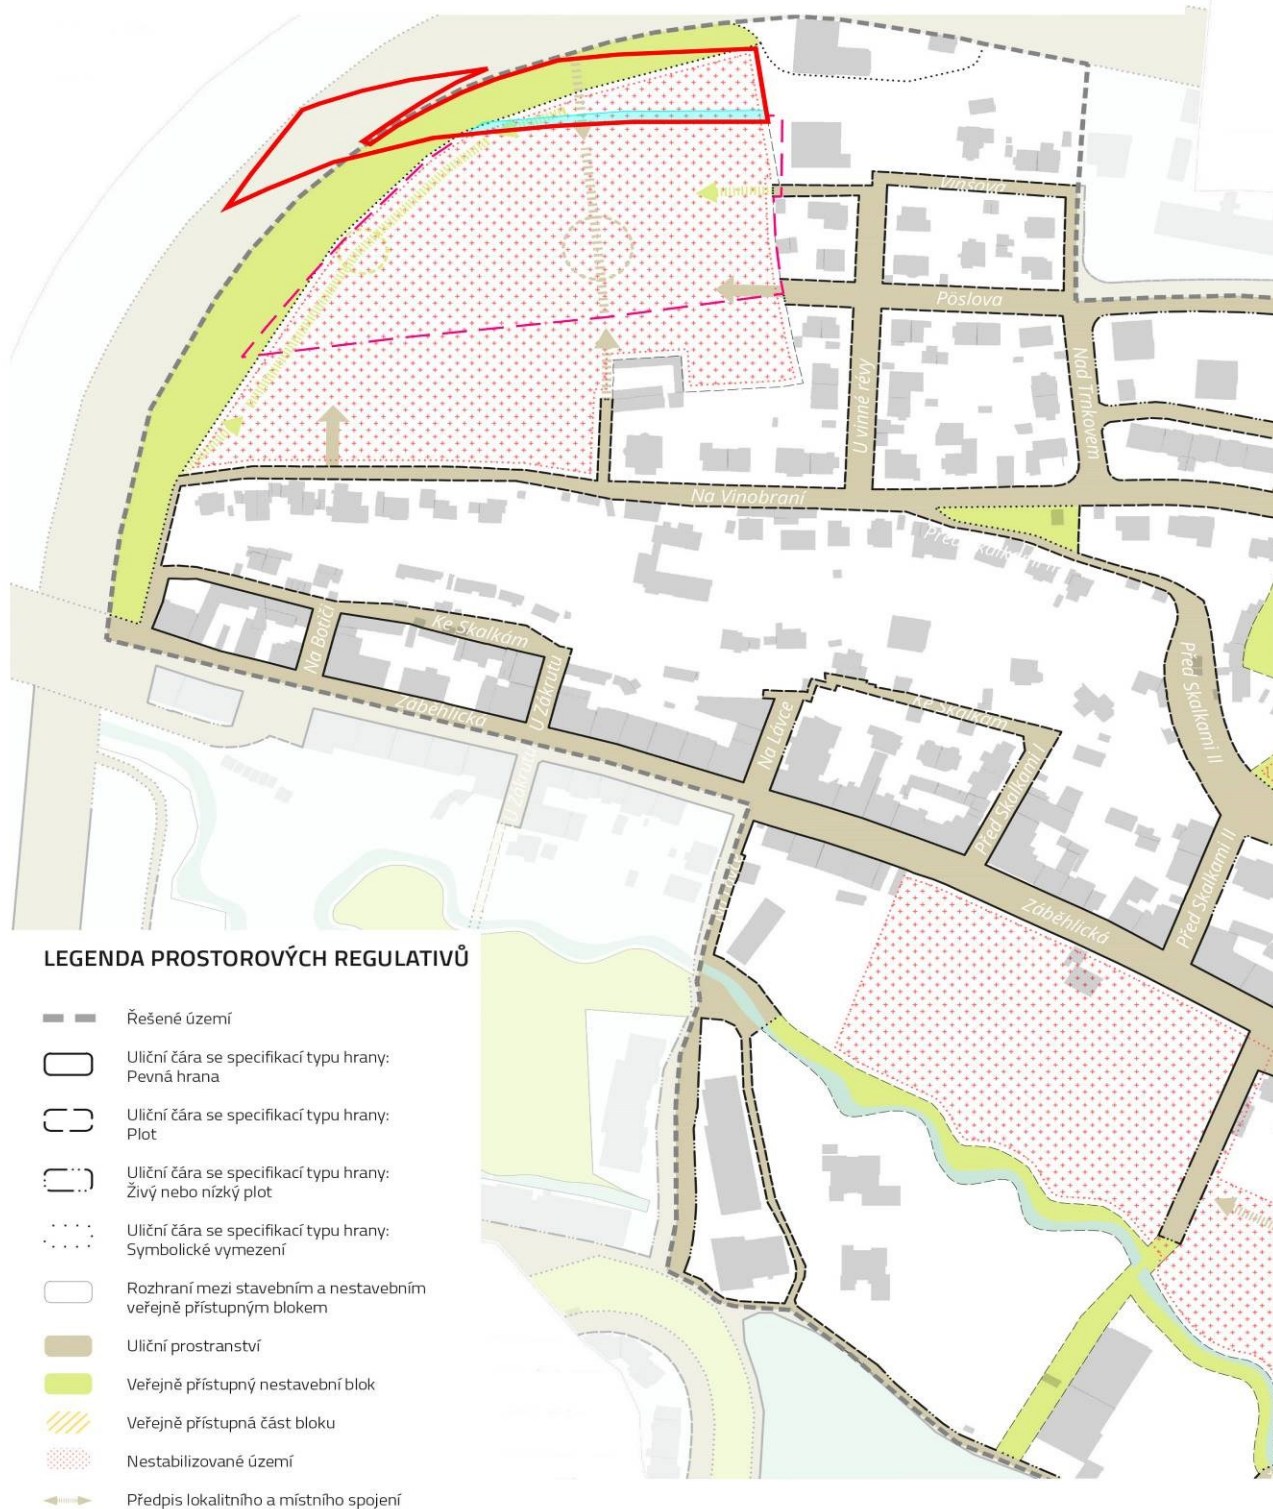 Vinsova
Poslova
U vinné révy
Nad Trnkovem
Na Vinobraní
Před Skalkami II
Na Botiči
Ke Skalkám
U Zákrutu
Záběhlická
Na Lávce
Ke Skalkám
Před Skalkami I
U Zákrutu
Před Skalkami II
Záběhlická
LEGENDA PROSTOROVÝCH REGULATIVŮ
Řešené území
Uliční čára se specifikací typu hrany:
Pevná hrana
Uliční čára se specifikací typu hrany:
Plot
Uliční čára se specifikací typu hrany:
Živý nebo nízký plot
Uliční čára se specifikací typu hrany:
Symbolické vymezení
Rozhraní mezi stavebním a nestavebním
veřejně přístupným blokem
Uliční prostranství
Veřejně přístupný nestavební blok
Veřejně přístupná část bloku
Nestabilizované území
Předpis lokalitního a místního spojení